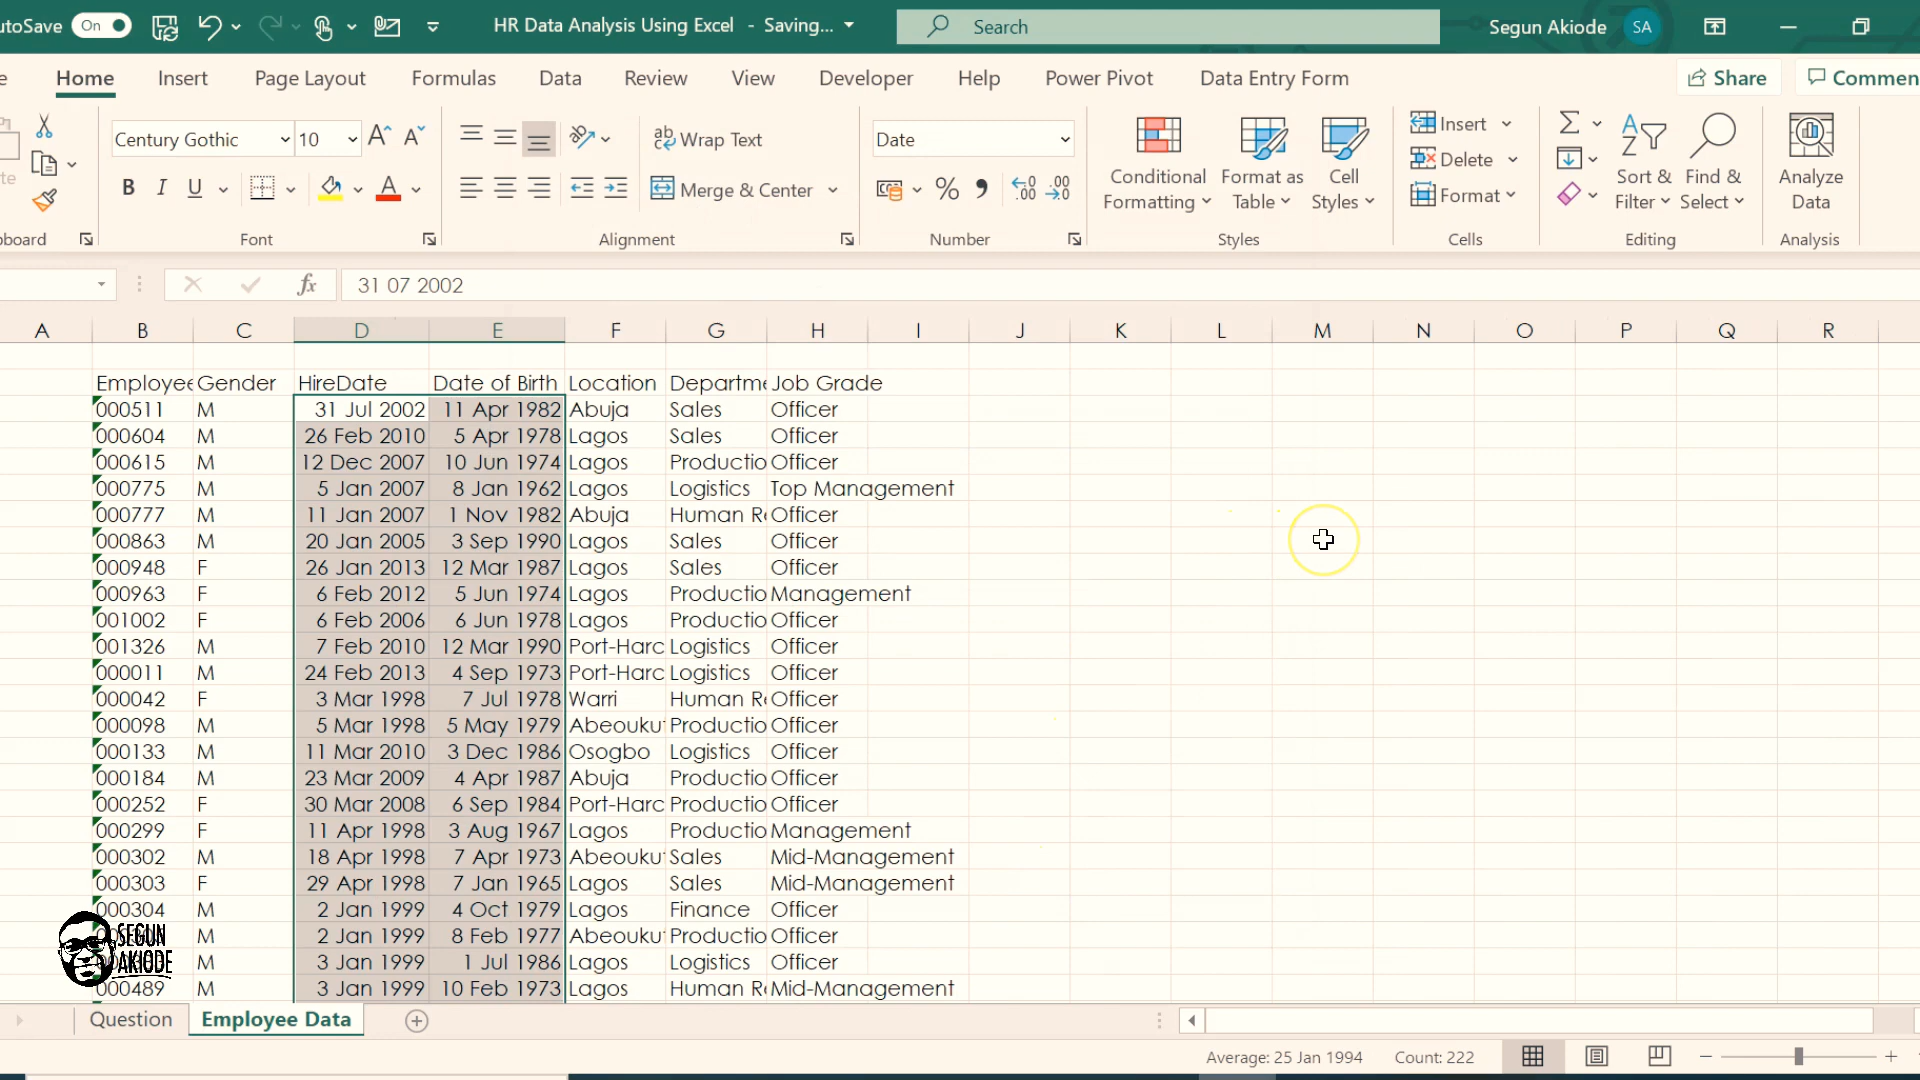 utoSave On HR Data Analysis Using Excel - Saving... Search Segun Akiode SA
e Home Insert Page Layout Formulas Data Review View Developer Help Power Pivot Data Entry Form Share Commen
Century Gothic 10 Wrap Text Date Insert
Delete
te B I U Merge & Center % Conditional Formatting Format as Table Cell Styles Format Sort & Filter Find & Select Analyze Data
board Font Alignment Number Styles Cells Editing Analysis
fx 31 07 2002
A B C D E F G H I J K L M N O P Q R
Employee Gender HireDate Date of Birth Location Departme Job Grade
000511 M 31 Jul 2002 11 Apr 1982 Abuja Sales Officer
000604 M 26 Feb 2010 5 Apr 1978 Lagos Sales Officer
000615 M 12 Dec 2007 10 Jun 1974 Lagos Productio Officer
000775 M 5 Jan 2007 8 Jan 1962 Lagos Logistics Top Management
000777 M 11 Jan 2007 1 Nov 1982 Abuja Human Re Officer
000863 M 20 Jan 2005 3 Sep 1990 Lagos Sales Officer
000948 F 26 Jan 2013 12 Mar 1987 Lagos Sales Officer
000963 F 6 Feb 2012 5 Jun 1974 Lagos Productio Management
001002 F 6 Feb 2006 6 Jun 1978 Lagos Productio Officer
001326 M 7 Feb 2010 12 Mar 1990 Port-Harc Logistics Officer
000011 M 24 Feb 2013 4 Sep 1973 Port-Harc Logistics Officer
000042 F 3 Mar 1998 7 Jul 1978 Warri Human Re Officer
000098 M 5 Mar 1998 5 May 1979 Abeokut Productio Officer
000133 M 11 Mar 2010 3 Dec 1986 Osogbo Logistics Officer
000184 M 23 Mar 2009 4 Apr 1987 Abuja Productio Officer
000252 F 30 Mar 2008 6 Sep 1984 Port-Harc Productio Officer
000299 F 11 Apr 1998 3 Aug 1967 Lagos Productio Management
000302 M 18 Apr 1998 7 Apr 1973 Abeoukut Sales Mid-Management
000303 F 29 Apr 1998 7 Jan 1965 Lagos Sales Mid-Management
000304 M 2 Jan 1999 4 Oct 1979 Lagos Finance Officer
M 2 Jan 1999 8 Feb 1977 Abeoukut Productio Officer
M 3 Jan 1999 1 Jul 1986 Lagos Logistics Officer
000489 M 3 Jan 1999 10 Feb 1973 Lagos Human Re Mid-Management
SEGUN
AKIODE
Question Employee Data
Average: 25 Jan 1994 Count: 222